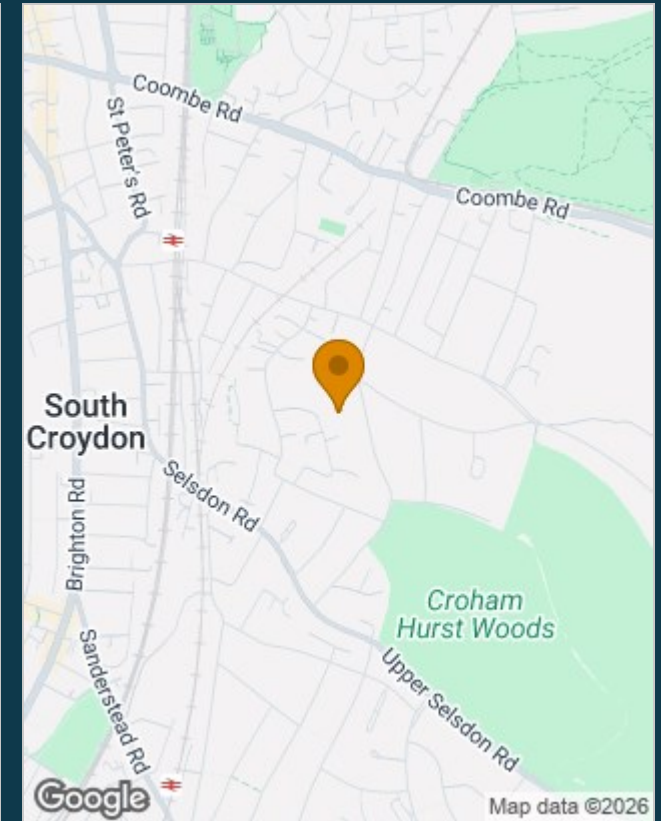 Coombe Rd
St Peter's Rd
Coombe Rd
South
Croydon
Selsdon Rd
Brighton Rd
Croham
Hurst Woods
Sanderstead Rd
Upper Selsdon Rd
Google
Map data ©2026